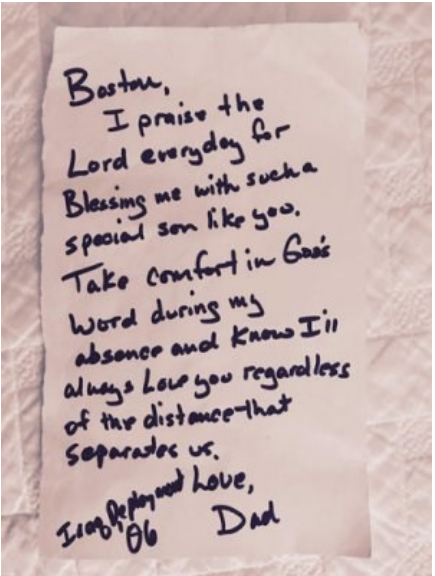 Boston,
I praise the
Lord everyday for
Blessing me with such a
special son like you.
Take comfort in God's
Word during my
absence and know I'll
always Love you regardless
of the distance that
separates us.
Love,
Dad
Iraq Deployment
06